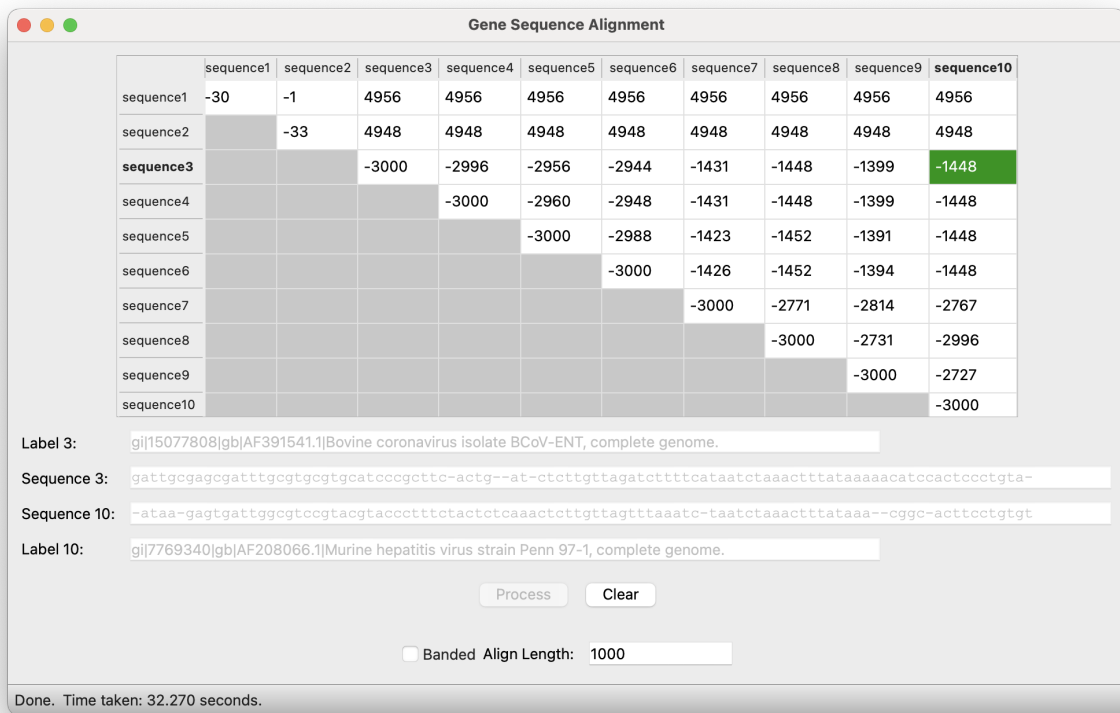 Gene Sequence Alignment
sequence1 sequence2 sequence3 sequence4 sequence5 sequence6 sequence7 sequence8 sequence9 sequence10
sequence1 -30 -1 4956 4956 4956 4956 4956 4956 4956 4956
sequence2 -33 4948 4948 4948 4948 4948 4948 4948 4948
sequence3 -3000 -2996 -2956 -2944 -1431 -1448 -1399 -1448
sequence4 -3000 -2960 -2948 -1431 -1448 -1399 -1448
sequence5 -3000 -2988 -1423 -1452 -1391 -1448
sequence6 -3000 -1426 -1452 -1394 -1448
sequence7 -3000 -2771 -2814 -2767
sequence8 -3000 -2731 -2996
sequence9 -3000 -2727
sequence10 -3000
Label 3: gi|15077808|gb|AF391541.1|Bovine coronavirus isolate BCoV-ENT, complete genome.
Sequence 3: gattgcgagcgatttgcgtgcgtgcatcccgcttc-actg--at-ctcttgttagatcttttcataatctaaactttataaaaacatccactccctgta-
Sequence 10: -ataa-gagtgattggcgtccgtacgtaccctttctactctcaaactcttgttagtttaaatc-taatctaaactttataaa--cggc-acttcctgtgt
Label 10: gi|7769340|gb|AF208066.1|Murine hepatitis virus strain Penn 97-1, complete genome.
Process Clear
Banded Align Length: 1000
Done. Time taken: 32.270 seconds.